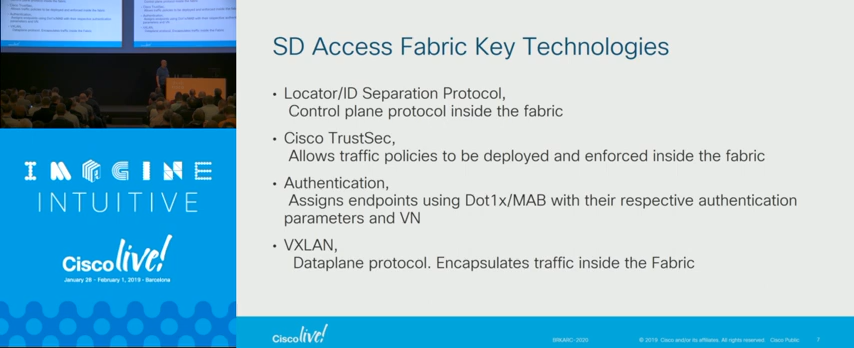 SD Access Fabric Key Technologies
• Locator/ID Separation Protocol,
Control plane protocol inside the fabric
• Cisco TrustSec,
Allows traffic policies to be deployed and enforced inside the fabric
• Authentication,
Assigns endpoints using Dot1x/MAB with their respective authentication
parameters and VN
• VXLAN,
Dataplane protocol. Encapsulates traffic inside the Fabric
IMAGINE
INTUITIVE
Cisco live!
January 28 - February 1, 2019 · Barcelona
Cisco live!
© 2019 Cisco and/or its affiliates. All rights reserved. Cisco Public
7